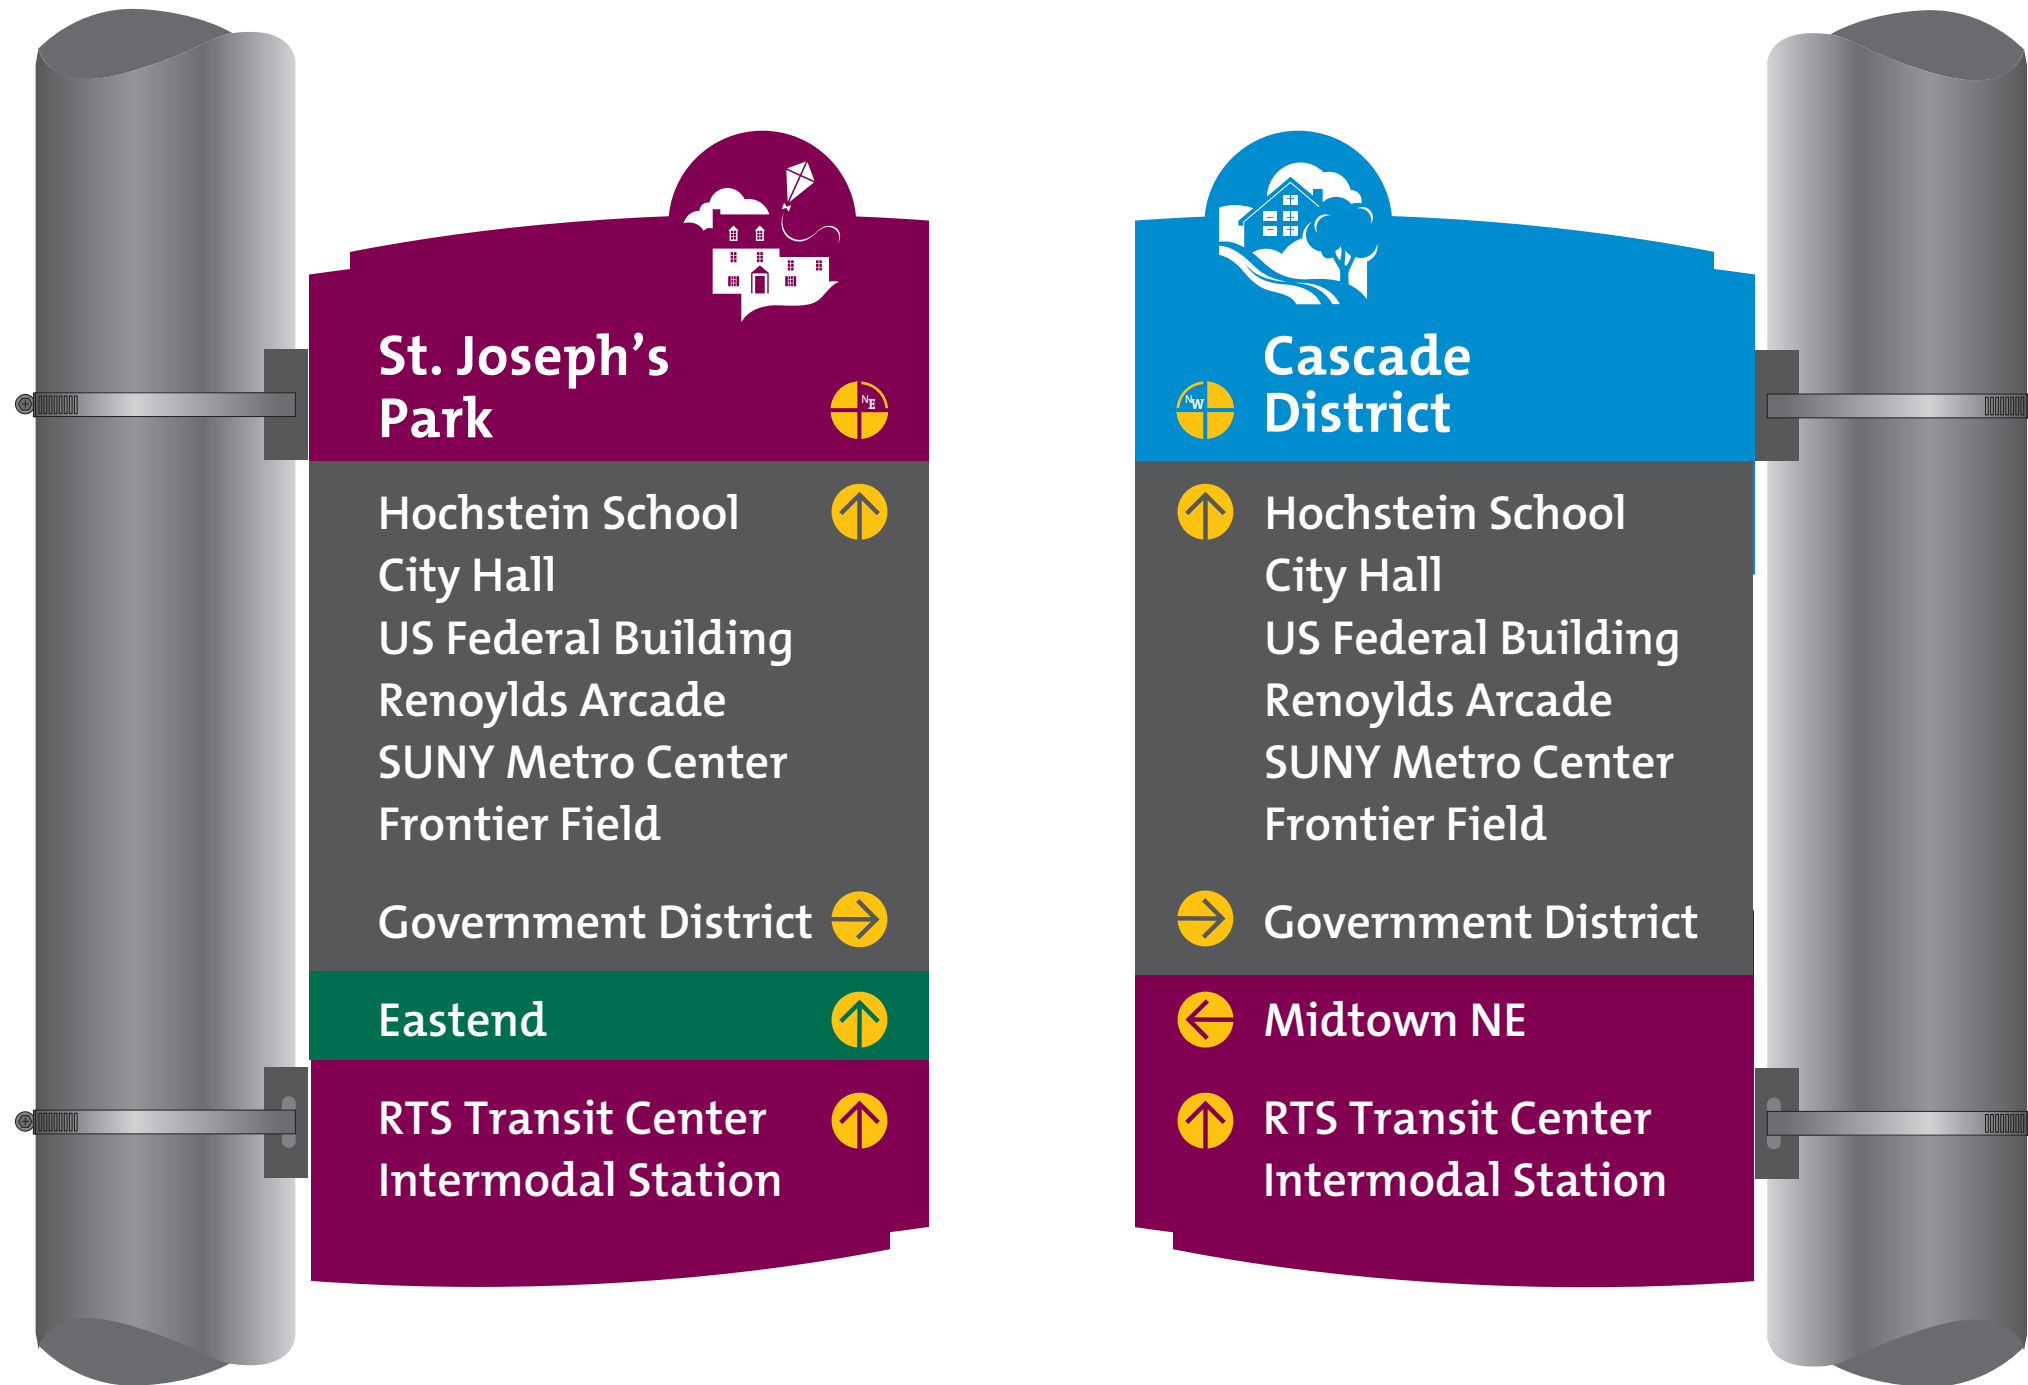 St. Joseph’s
Park
NE
Hochstein School
City Hall
US Federal Building
Renoylds Arcade
SUNY Metro Center
Frontier Field
Government District
Eastend
RTS Transit Center
Intermodal Station
Cascade
District
NW
Hochstein School
City Hall
US Federal Building
Renoylds Arcade
SUNY Metro Center
Frontier Field
Government District
Midtown NE
RTS Transit Center
Intermodal Station